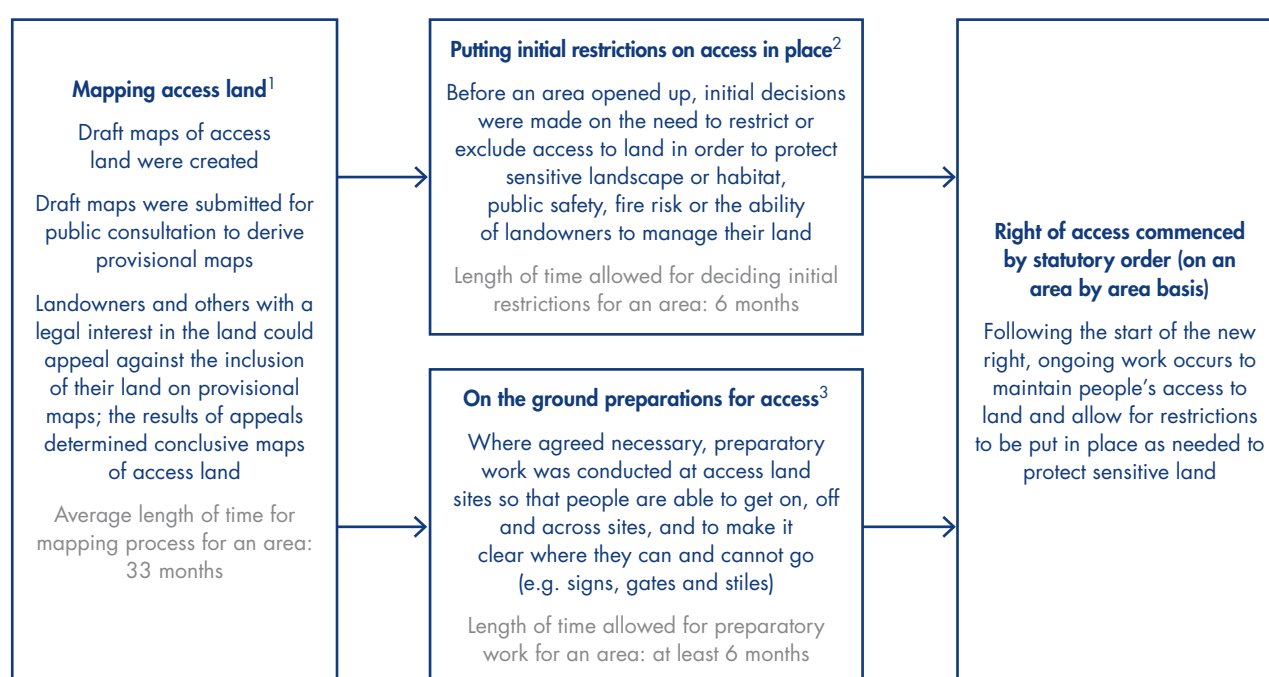 Mapping access land1
Draft maps of access
land were created
Draft maps were submitted for
public consultation to derive
provisional maps
Landowners and others with a
legal interest in the land could
appeal against the inclusion
of their land on provisional
maps; the results of appeals
determined conclusive maps
of access land
Average length of time for
mapping process for an area:
33 months
Putting initial restrictions on access in place2
Before an area opened up, initial decisions
were made on the need to restrict or
exclude access to land in order to protect
sensitive landscape or habitat,
public safety, fire risk or the ability
of landowners to manage their land
Length of time allowed for deciding initial
restrictions for an area: 6 months
On the ground preparations for access3
Where agreed necessary, preparatory
work was conducted at access land
sites so that people are able to get on, off
and across sites, and to make it
clear where they can and cannot go
(e.g. signs, gates and stiles)
Length of time allowed for preparatory
work for an area: at least 6 months
Right of access commenced
by statutory order (on an
area by area basis)
Following the start of the new
right, ongoing work occurs to
maintain people’s access to
land and allow for restrictions
to be put in place as needed to
protect sensitive land